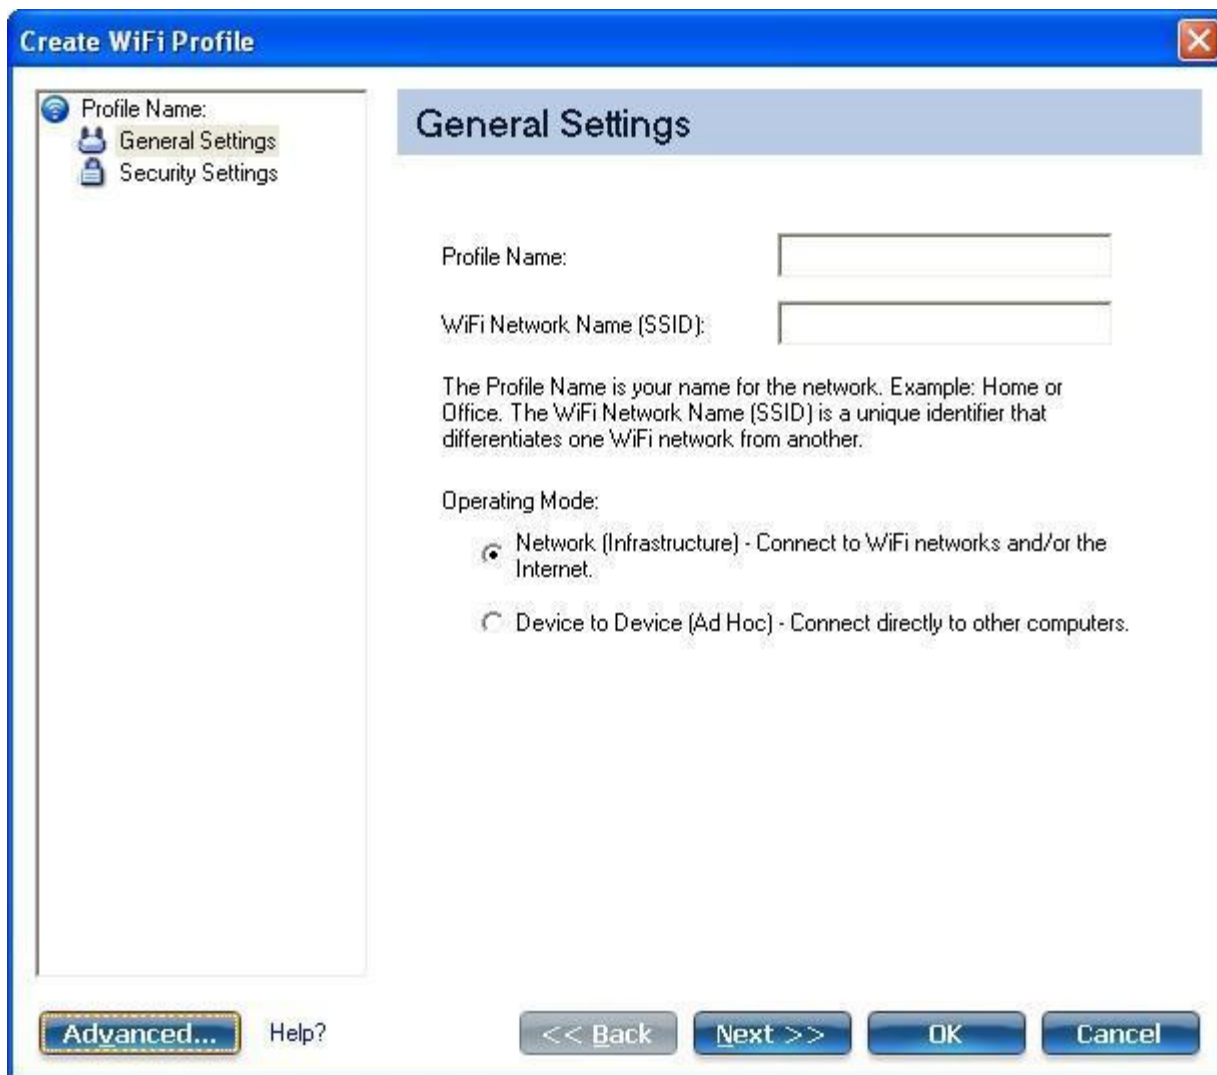 Create WiFi Profile
Profile Name:
General Settings
Security Settings
General Settings
Profile Name:
WiFi Network Name (SSID):
The Profile Name is your name for the network. Example: Home or
Office. The WiFi Network Name (SSID) is a unique identifier that
differentiates one WiFi network from another.
Operating Mode:
Network (Infrastructure) - Connect to WiFi networks and/or the
Internet.
Device to Device (Ad Hoc) - Connect directly to other computers.
Advanced...
Help?
<< Back
Next >>
OK
Cancel